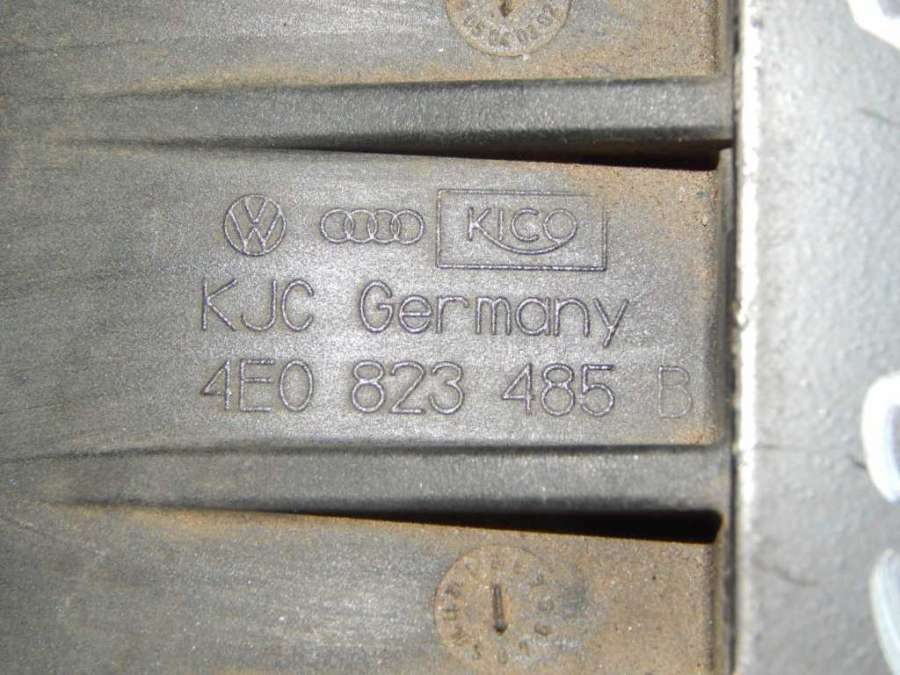 KICO
KJC Germany
4E0 823 485 B